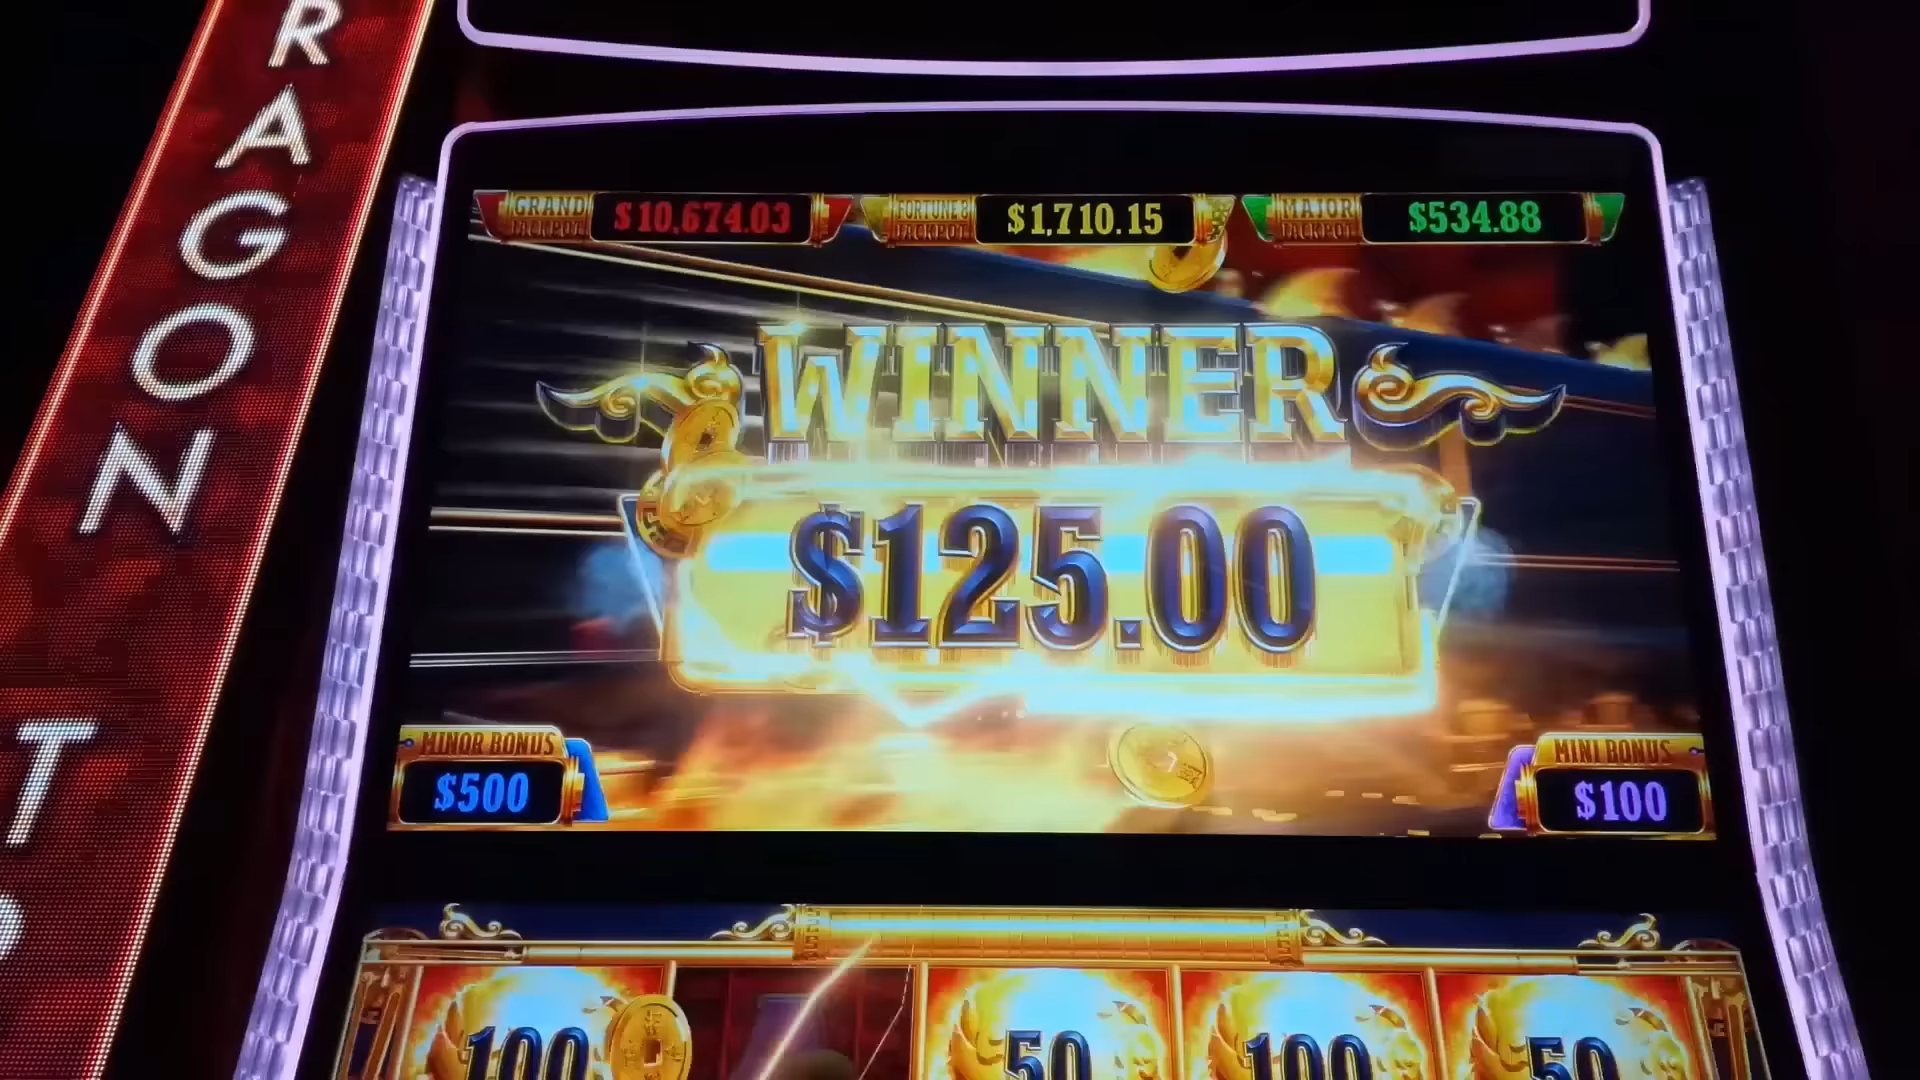 RAGON
T
GRAND JACKPOT $10,674.03
FORTUNE 8 JACKPOT $1,710.15
MAJOR JACKPOT $534.88
WINNER
$125.00
MINOR BONUS
$500
MINI BONUS
$100
100 50 100 50